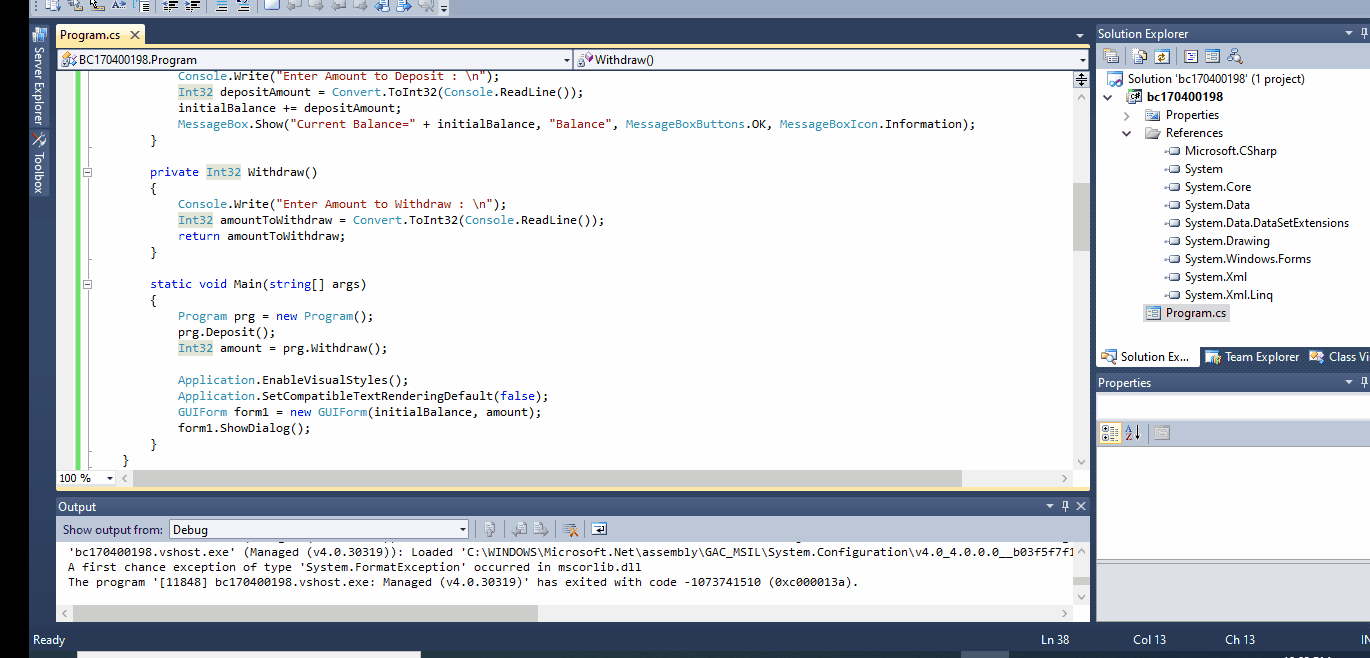 Server Explorer
Toolbox
Program.cs
BC170400198.Program
Withdraw()
Console.Write("Enter Amount to Deposit : \n");
Int32 depositAmount = Convert.ToInt32(Console.ReadLine());
initialBalance += depositAmount;
MessageBox.Show("Current Balance=" + initialBalance, "Balance", MessageBoxButtons.OK, MessageBoxIcon.Information);
}
private Int32 Withdraw()
{
Console.Write("Enter Amount to Withdraw : \n");
Int32 amountToWithdraw = Convert.ToInt32(Console.ReadLine());
return amountToWithdraw;
}
static void Main(string[] args)
{
Program prg = new Program();
prg.Deposit();
Int32 amount = prg.Withdraw();
Application.EnableVisualStyles();
Application.SetCompatibleTextRenderingDefault(false);
GUIForm form1 = new GUIForm(initialBalance, amount);
form1.ShowDialog();
}
}
100 %
Output
Show output from: Debug
'bc170400198.vshost.exe' (Managed (v4.0.30319)): Loaded 'C:\WINDOWS\Microsoft.Net\assembly\GAC_MSIL\System.Configuration\v4.0_4.0.0.0__b03f5f7f1
A first chance exception of type 'System.FormatException' occurred in mscorlib.dll
The program '[11848] bc170400198.vshost.exe: Managed (v4.0.30319)' has exited with code -1073741510 (0xc000013a).
Solution Explorer
Solution 'bc170400198' (1 project)
bc170400198
Properties
References
Microsoft.CSharp
System
System.Core
System.Data
System.Data.DataSetExtensions
System.Drawing
System.Windows.Forms
System.Xml
System.Xml.Linq
Program.cs
Solution Ex... Team Explorer Class Vi
Properties
Ready Ln 38 Col 13 Ch 13 IN